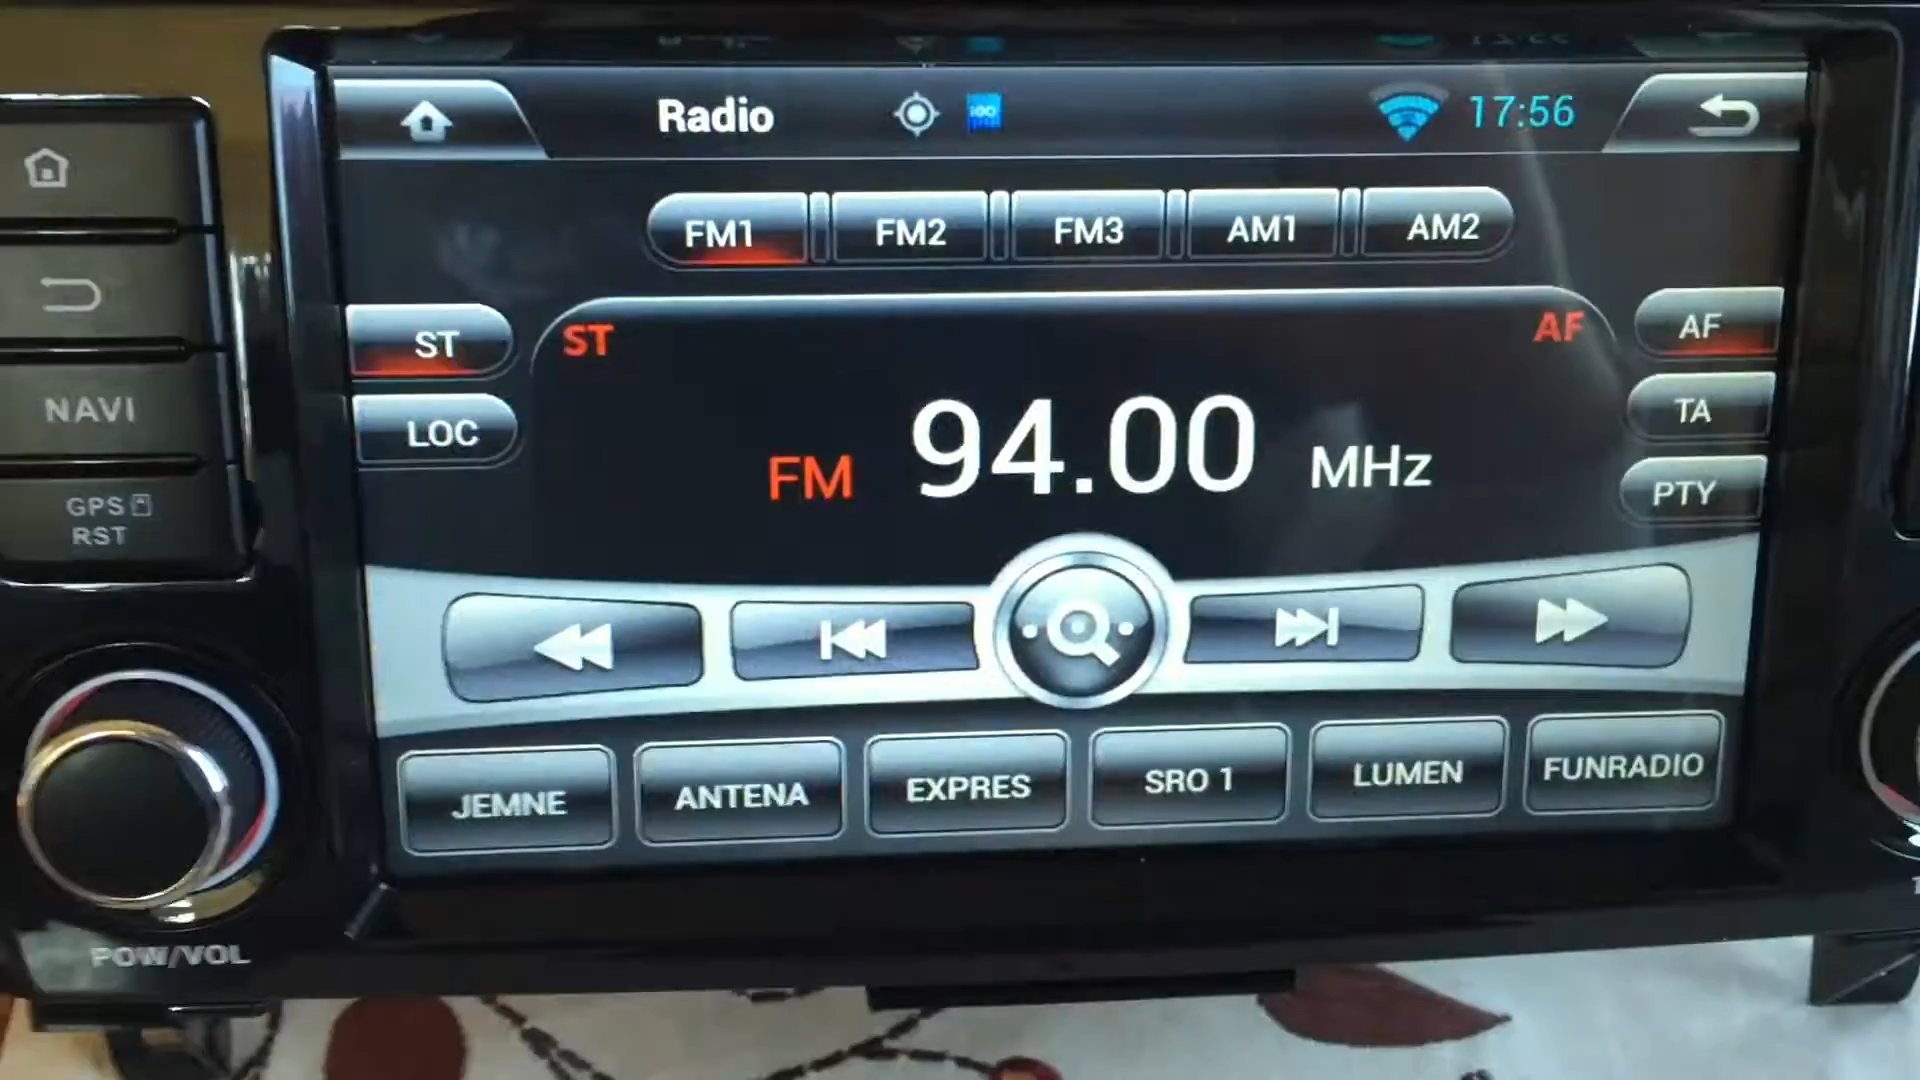 Radio
iGO
17:56
FM1 FM2 FM3 AM1 AM2
ST
LOC
ST
AF
AF
TA
PTY
FM 94.00 MHz
JEMNE ANTENA EXPRES SRO 1 LUMEN FUNRADIO
NAVI
GPS
RST
POW/VOL